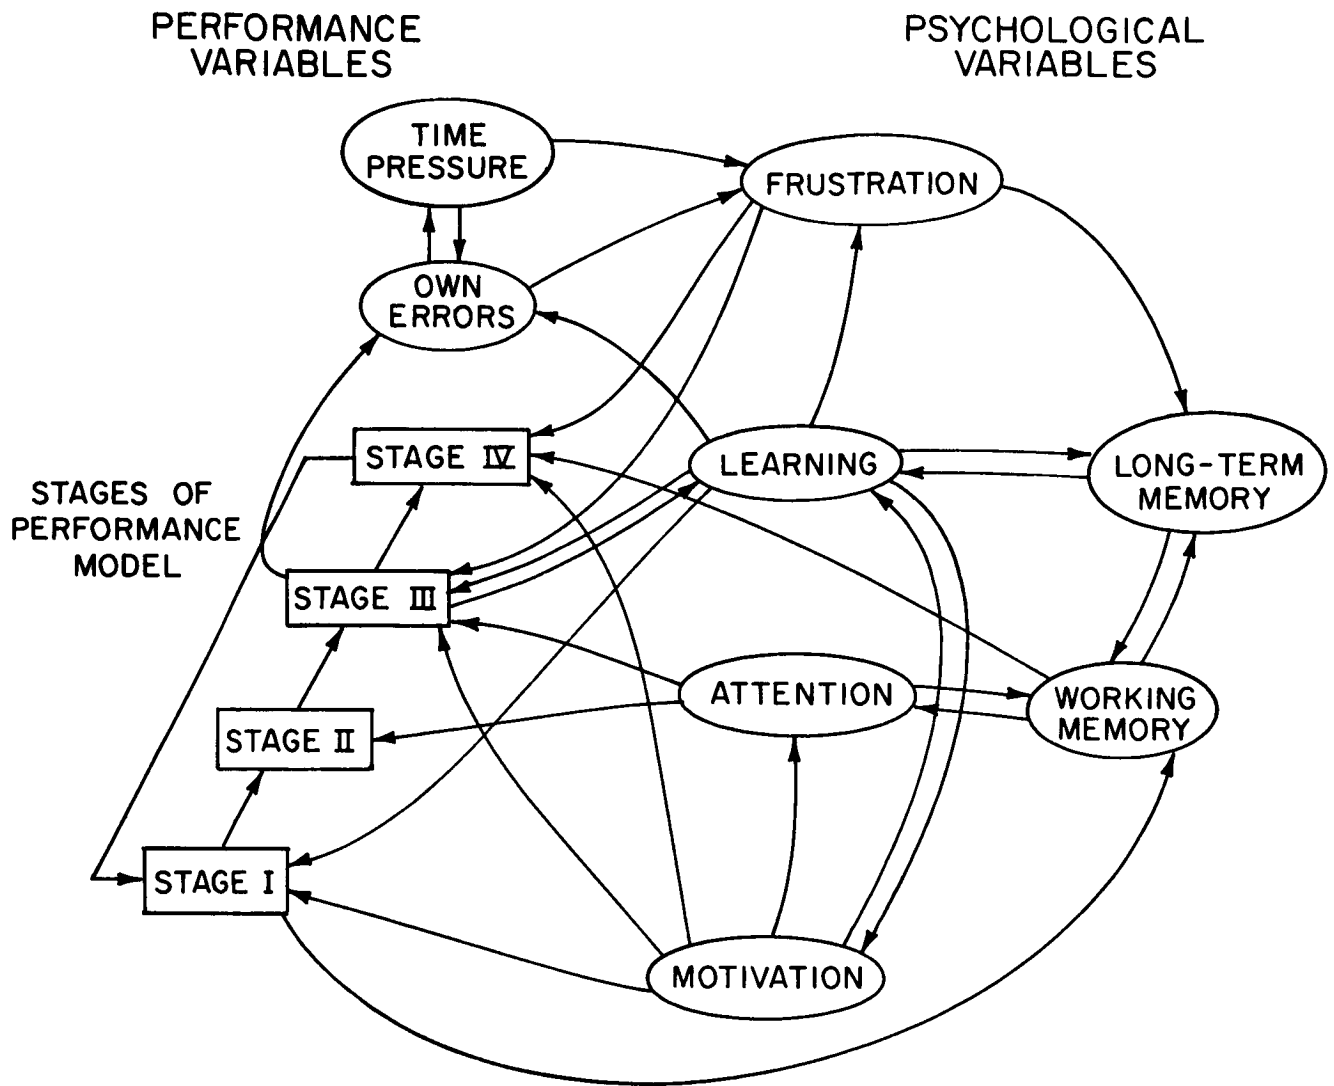 PERFORMANCE
VARIABLES
PSYCHOLOGICAL
VARIABLES
TIME
PRESSURE
FRUSTRATION
OWN
ERRORS
STAGE IV
LEARNING
LONG-TERM
MEMORY
STAGES OF
PERFORMANCE
MODEL
STAGE III
ATTENTION
WORKING
MEMORY
STAGE II
STAGE I
MOTIVATION